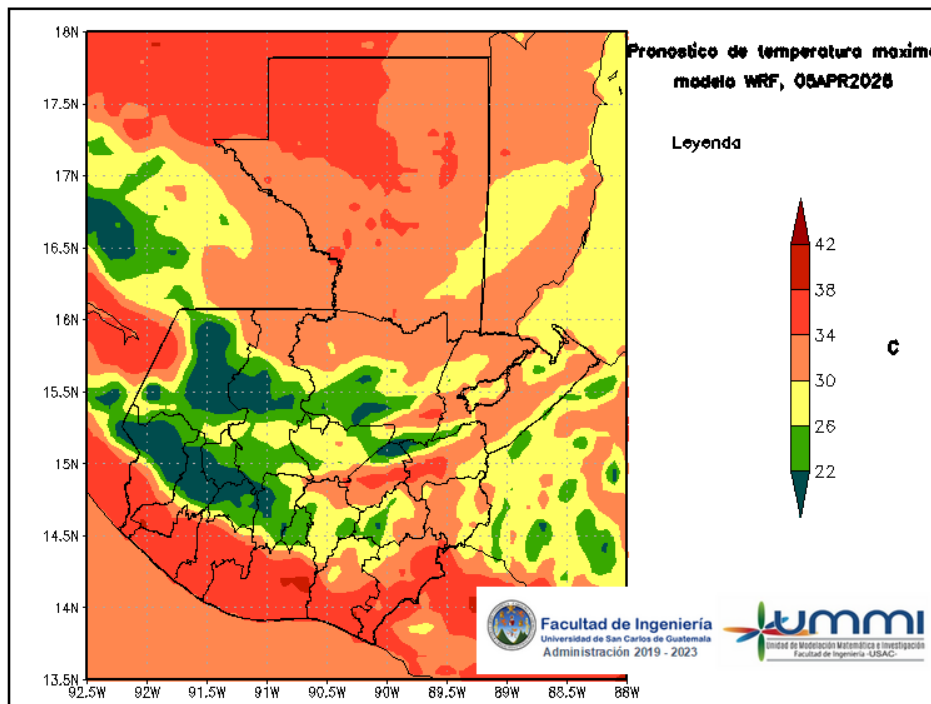 Pronostico de temperatura maxima
modelo WRF, 05APR2026
Leyenda
18N
17.5N
17N
16.5N
16N
15.5N
15N
14.5N
14N
13.5N
92.5W 92W 91.5W 91W 90.5W 90W 89.5W 89W 88.5W 88W
42
38
34
30
26
22
C
Facultad de Ingeniería
Universidad de San Carlos de Guatemala
Administración 2019 - 2023
UMMI
Unidad de Modelación Matemática e Investigación
Facultad de Ingeniería -USAC-